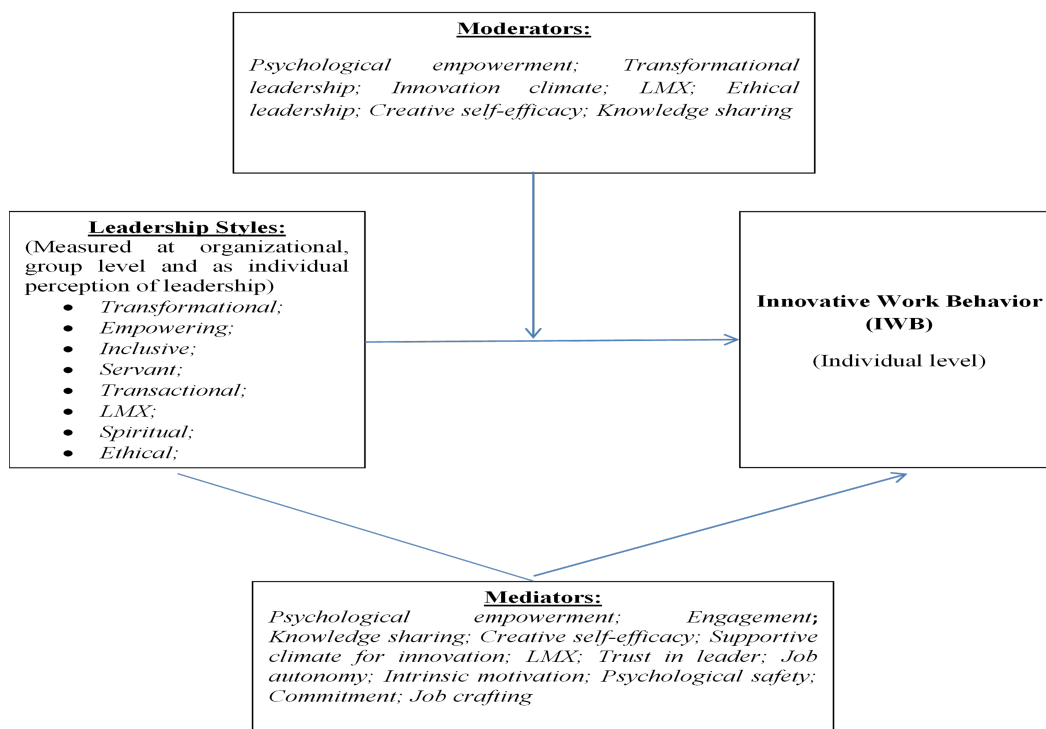 Moderators:
Psychological empowerment; Transformational
leadership; Innovation climate; LMX; Ethical
leadership; Creative self-efficacy; Knowledge sharing
Leadership Styles:
(Measured at organizational,
group level and as individual
perception of leadership)
• Transformational;
• Empowering;
• Inclusive;
• Servant;
• Transactional;
• LMX;
• Spiritual;
• Ethical;
Innovative Work Behavior
(IWB)
(Individual level)
Mediators:
Psychological empowerment; Engagement;
Knowledge sharing; Creative self-efficacy; Supportive
climate for innovation; LMX; Trust in leader; Job
autonomy; Intrinsic motivation; Psychological safety;
Commitment; Job crafting